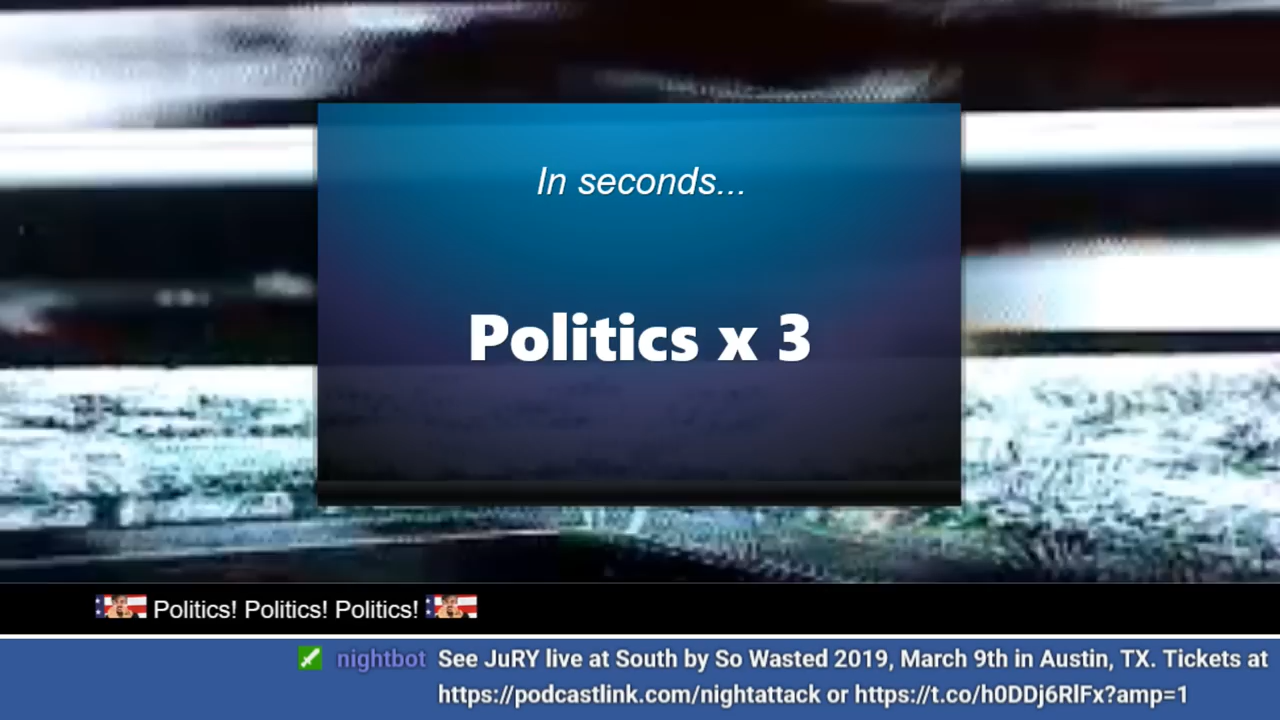 In seconds...
Politics x 3
Politics! Politics! Politics!
nightbot See JuRY live at South by So Wasted 2019, March 9th in Austin, TX. Tickets at
https://podcastlink.com/nightattack or https://t.co/h0DDj6RlFx?amp=1